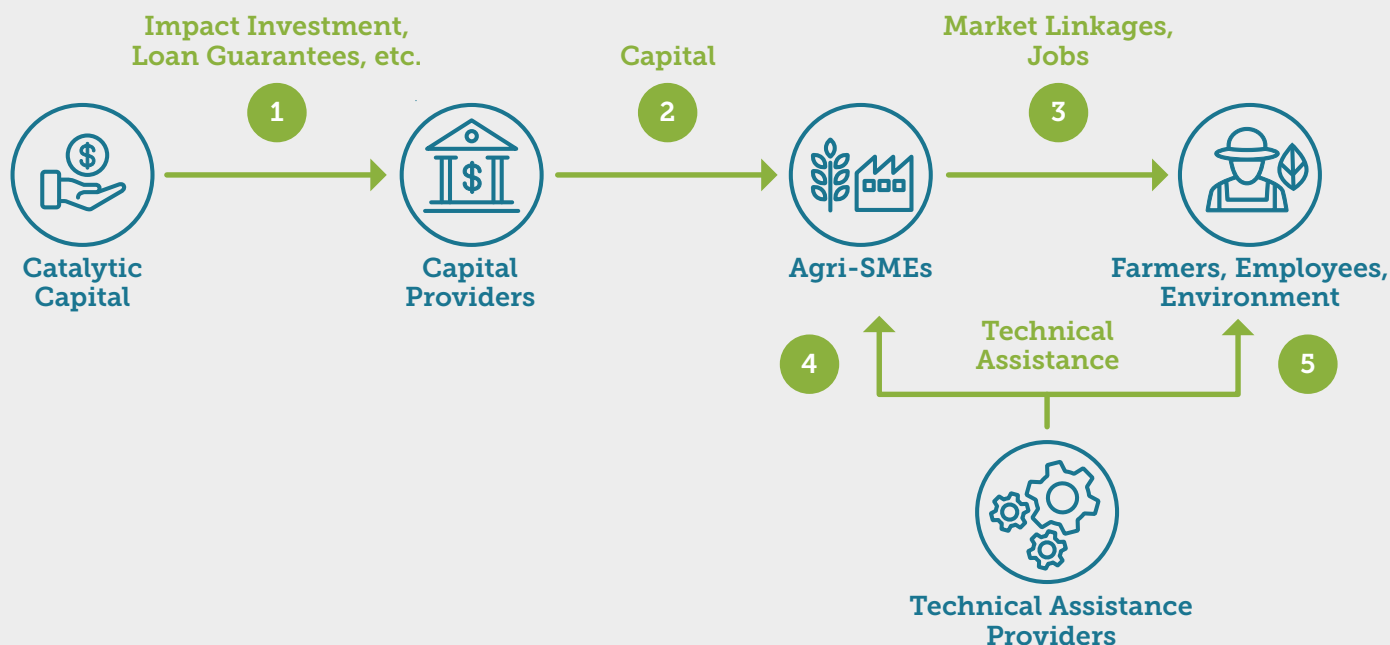 Impact Investment,
Loan Guarantees, etc.
Capital
Market Linkages,
Jobs
1
2
3
$
$
Catalytic
Capital
Capital
Providers
Agri-SMEs
Farmers, Employees,
Environment
4
Technical
Assistance
5
Technical Assistance
Providers